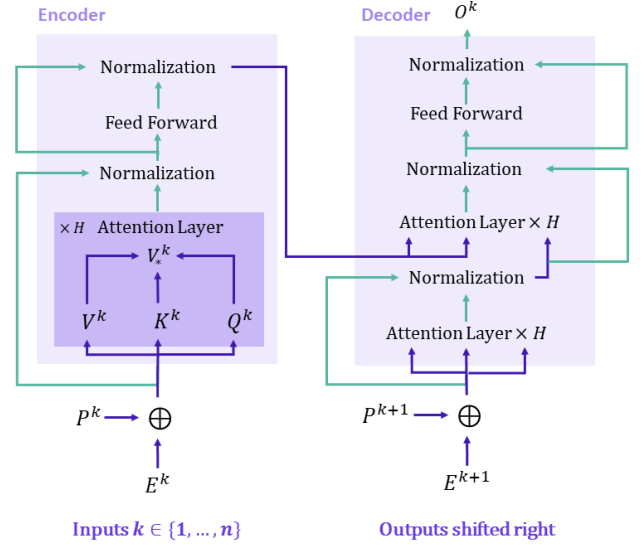 Encoder
Normalization
Feed Forward
Normalization
× H Attention Layer
V_*^k
V^k K^k Q^k
P^k ⊕
E^k
Inputs k ∈ {1, …, n}
Decoder
O^k
Normalization
Feed Forward
Normalization
Attention Layer × H
Normalization
Attention Layer × H
P^{k+1} ⊕
E^{k+1}
Outputs shifted right